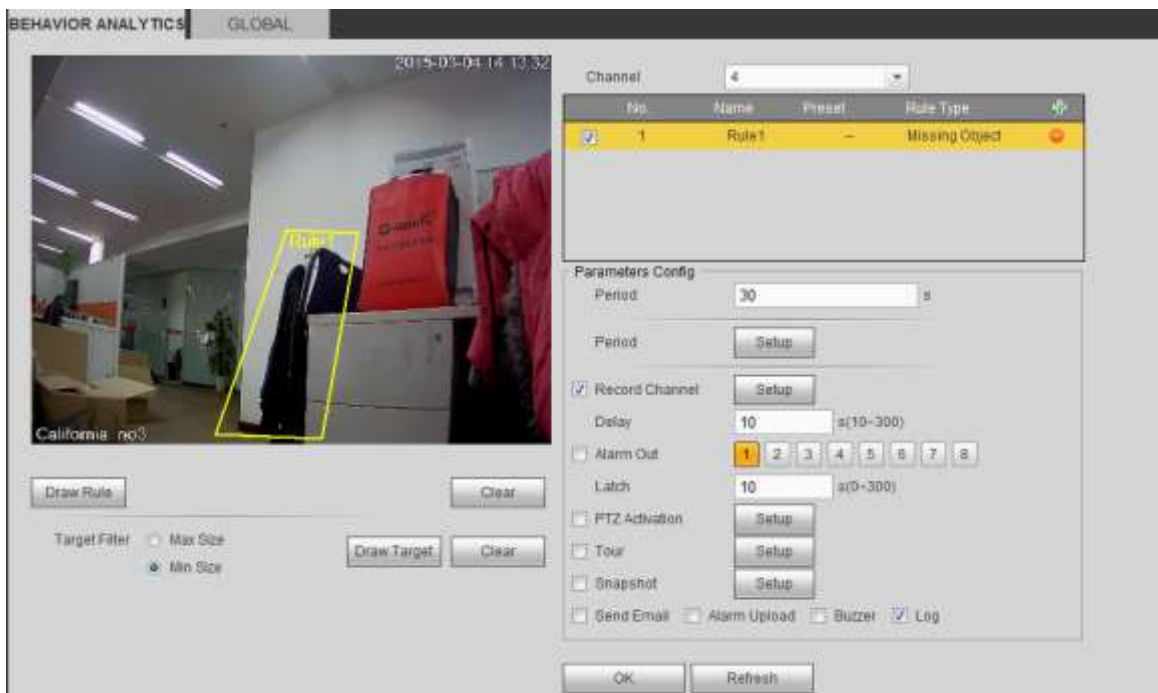 BEHAVIOR ANALYTICS GLOBAL
2015-03-04 14:13:32
Rule1
California no3
Draw Rule Clear
Target Filter Max Size
Min Size
Draw Target Clear
Channel 4
No. Name Preset Rule Type
1 Rule1 -- Missing Object
Parameters Config
Period 30 s
Period Setup
Record Channel Setup
Delay 10 s(10~300)
Alarm Out 1 2 3 4 5 6 7 8
Latch 10 s(0~300)
PTZ Activation Setup
Tour Setup
Snapshot Setup
Send Email Alarm Upload Buzzer Log
OK Refresh